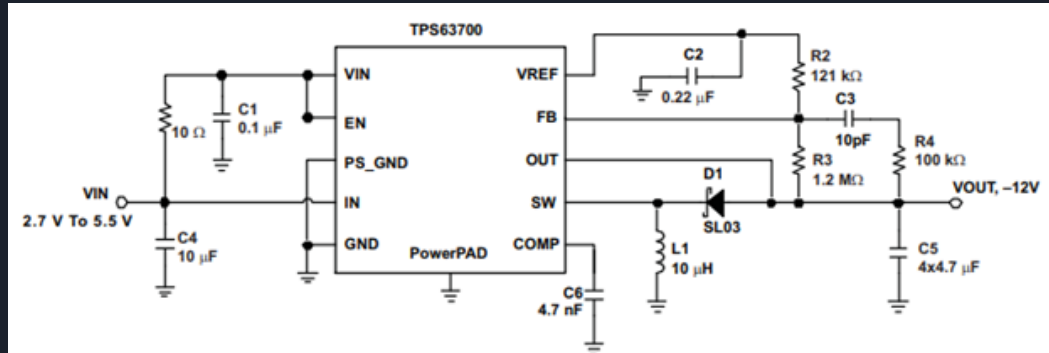 TPS63700
VIN
EN
PS_GND
IN
GND
PowerPAD
VREF
FB
OUT
SW
COMP
10 Ω
C1
0.1 μF
VIN
2.7 V To 5.5 V
C4
10 μF
C2
0.22 μF
R2
121 kΩ
C3
10pF
R4
100 kΩ
R3
1.2 MΩ
D1
SL03
VOUT, –12V
L1
10 μH
C5
4x4.7 μF
C6
4.7 nF